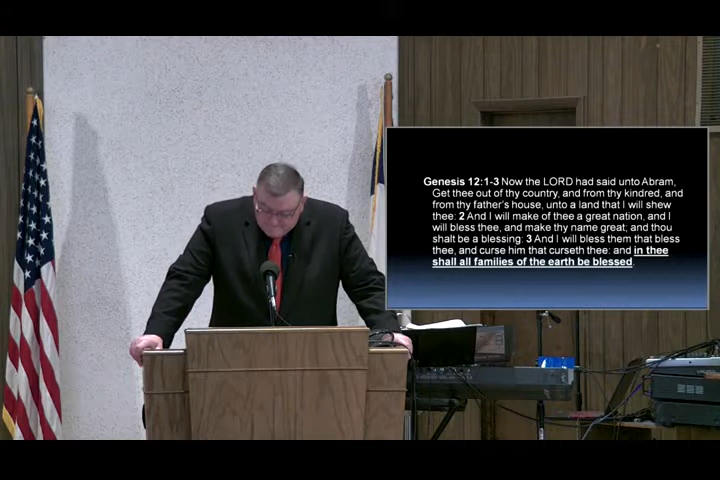 Genesis 12:1-3 Now the LORD had said unto Abram,
Get thee out of thy country, and from thy kindred, and
from thy father's house, unto a land that I will shew
thee: 2 And I will make of thee a great nation, and I
will bless thee, and make thy name great; and thou
shalt be a blessing: 3 And I will bless them that bless
thee, and curse him that curseth thee: and in thee
shall all families of the earth be blessed.